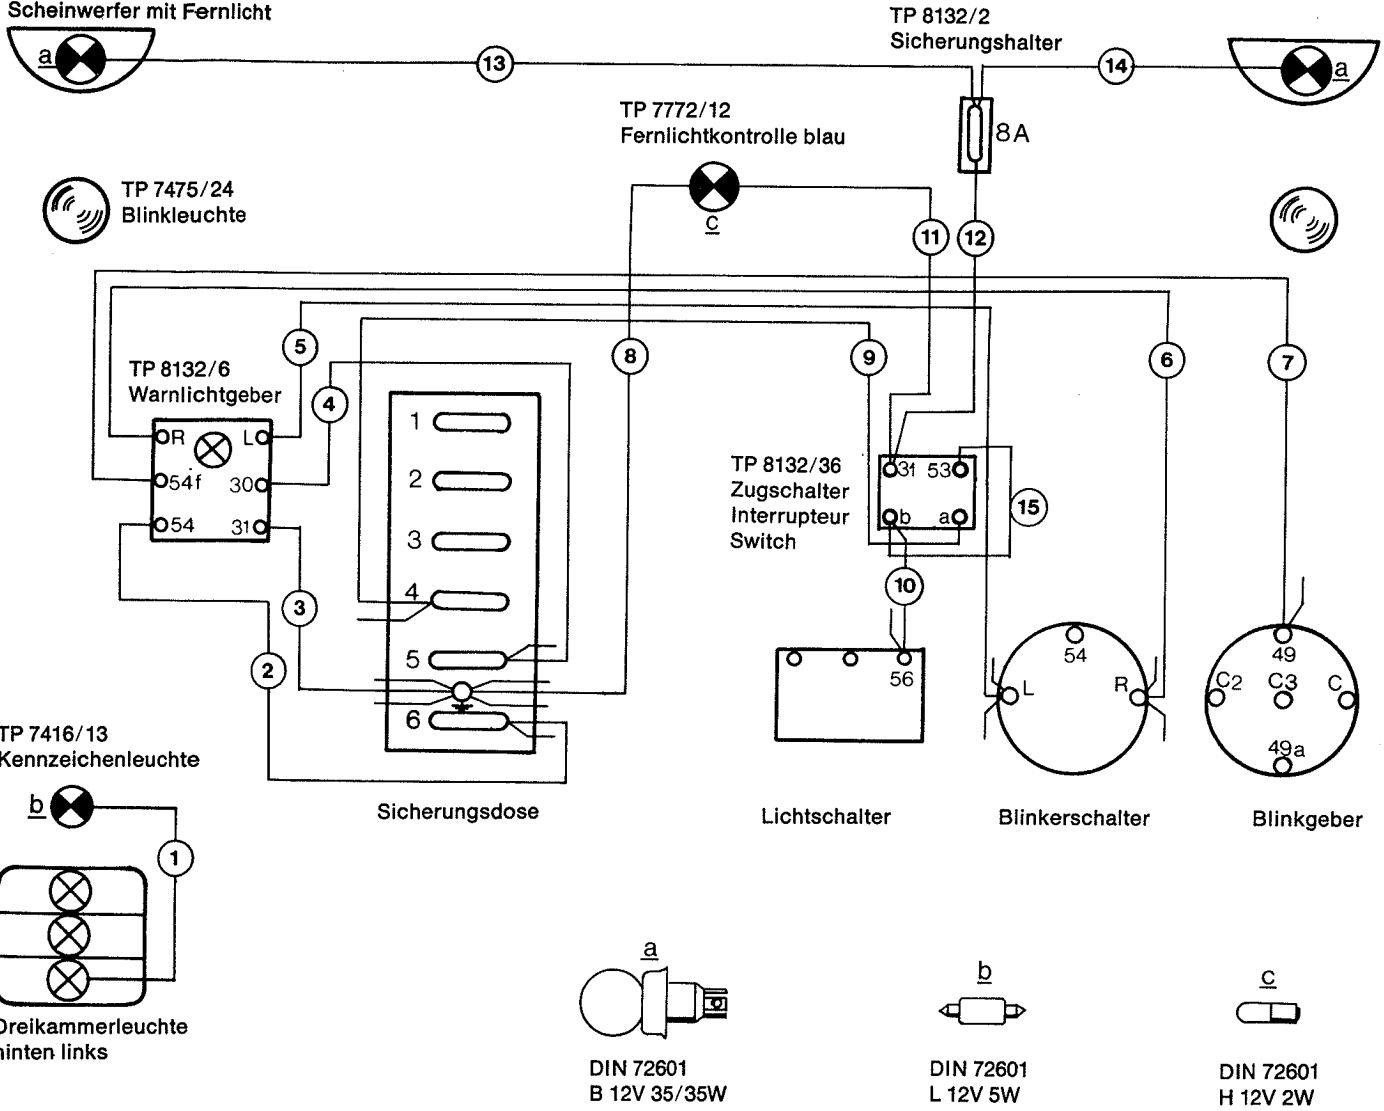 Scheinwerfer mit Fernlicht
a
13
TP 8132/2
Sicherungshalter
14
a
8A
TP 7772/12
Fernlichtkontrolle blau
c
TP 7475/24
Blinkleuchte
11
12
5
8
9
6
7
TP 8132/6
Warnlichtgeber
4
R
L
54f
30
54
31
1
2
3
4
5
6
3
2
TP 8132/36
Zugschalter
Interrupteur
Switch
31
53
b
a
15
10
56
54
L
R
49
C2
C3
C
49a
TP 7416/13
Kennzeichenleuchte
b
1
Sicherungsdose
Lichtschalter
Blinkerschalter
Blinkgeber
Dreikammerleuchte
hinten links
a
DIN 72601
B 12V 35/35W
b
DIN 72601
L 12V 5W
c
DIN 72601
H 12V 2W